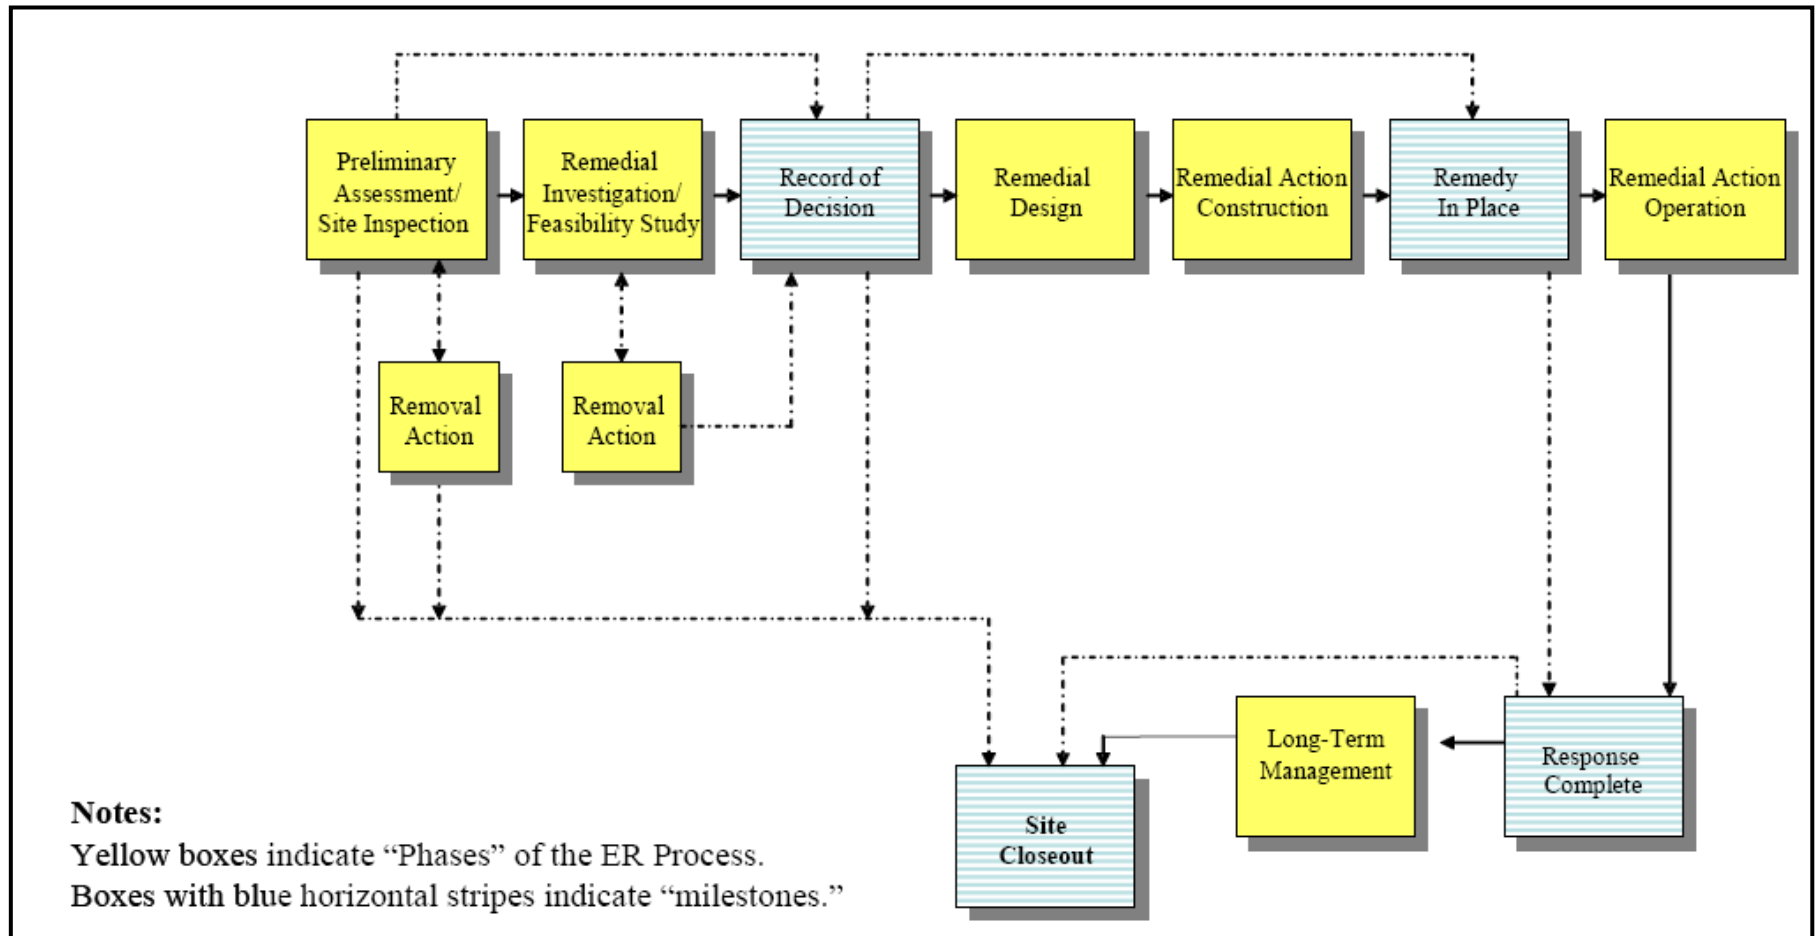 Preliminary
Assessment/
Site Inspection
Remedial
Investigation/
Feasibility Study
Record of
Decision
Remedial
Design
Remedial Action
Construction
Remedy
In Place
Remedial Action
Operation
Removal
Action
Removal
Action
Long-Term
Management
Response
Complete
Site
Closeout
Notes:
Yellow boxes indicate “Phases” of the ER Process.
Boxes with blue horizontal stripes indicate “milestones.”